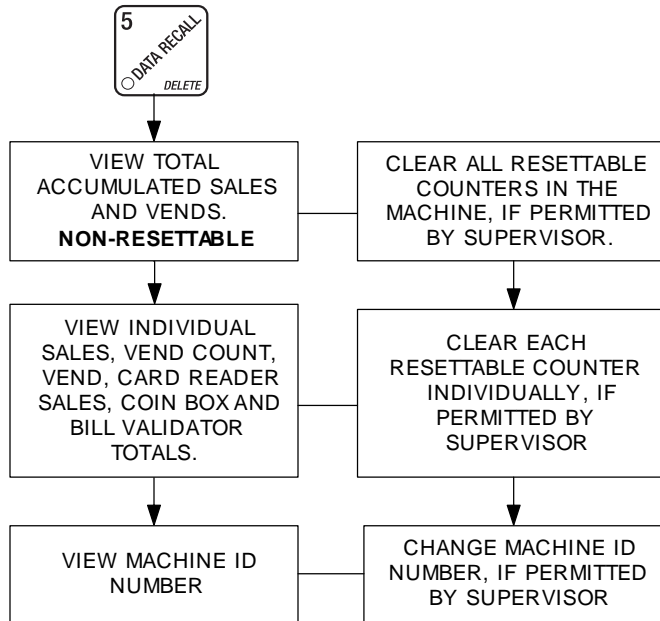 5
DATA RECALL
DELETE
VIEW TOTAL
ACCUMULATED SALES
AND VENDS.
NON-RESETTABLE
CLEAR ALL RESETTABLE
COUNTERS IN THE
MACHINE, IF PERMITTED
BY SUPERVISOR.
VIEW INDIVIDUAL
SALES, VEND COUNT,
VEND, CARD READER
SALES, COIN BOX AND
BILL VALIDATOR
TOTALS.
CLEAR EACH
RESETTABLE COUNTER
INDIVIDUALLY, IF
PERMITTED BY
SUPERVISOR
VIEW MACHINE ID
NUMBER
CHANGE MACHINE ID
NUMBER, IF PERMITTED
BY SUPERVISOR